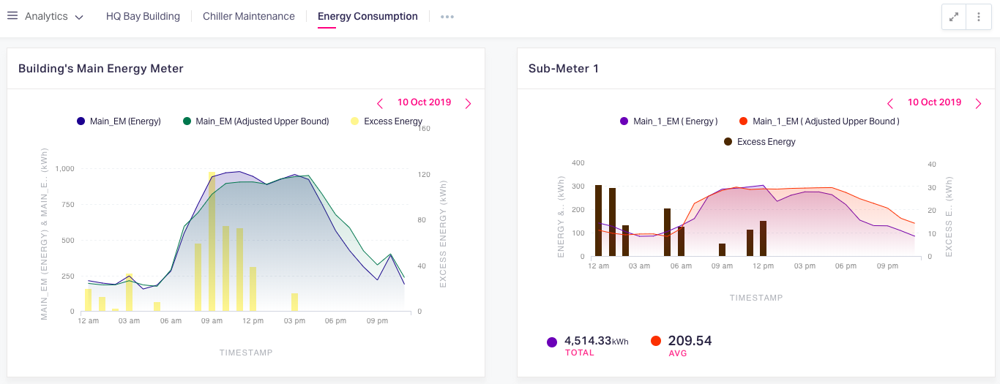 Analytics HQ Bay Building Chiller Maintenance Energy Consumption
Building's Main Energy Meter
10 Oct 2019
Main_EM (Energy) Main_EM (Adjusted Upper Bound) Excess Energy
MAIN_EM (ENERGY) & MAIN_E.. (kWh)
1,000
750
500
250
0
160
120
80
40
0
EXCESS ENERGY (kWh)
12 am 03 am 06 am 09 am 12 pm 03 pm 06 pm 09 pm
TIMESTAMP
Sub-Meter 1
10 Oct 2019
Main_1_EM ( Energy ) Main_1_EM ( Adjusted Upper Bound )
Excess Energy
ENERGY &.. (kWh)
400
300
200
100
0
40
30
20
10
0
EXCESS E.. (kWh)
12 am 03 am 06 am 09 am 12 pm 03 pm 06 pm 09 pm
TIMESTAMP
4,514.33kWh 209.54
TOTAL AVG